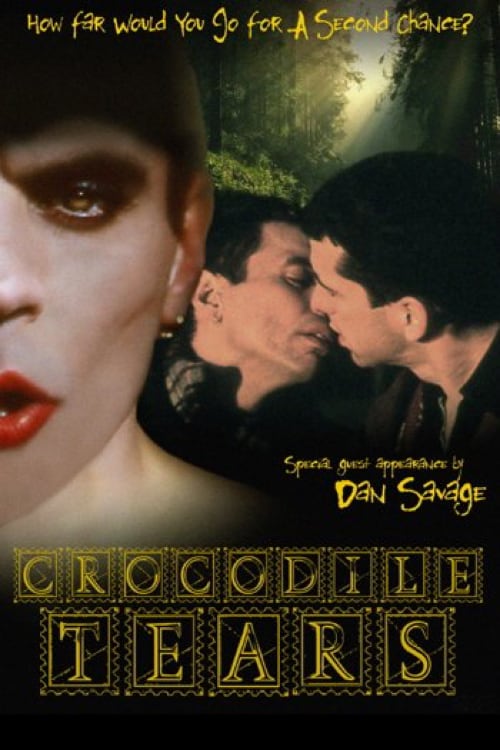 How far would you go for a second chance?
Special guest appearance by
Dan Savage
CROCODILE
TEARS